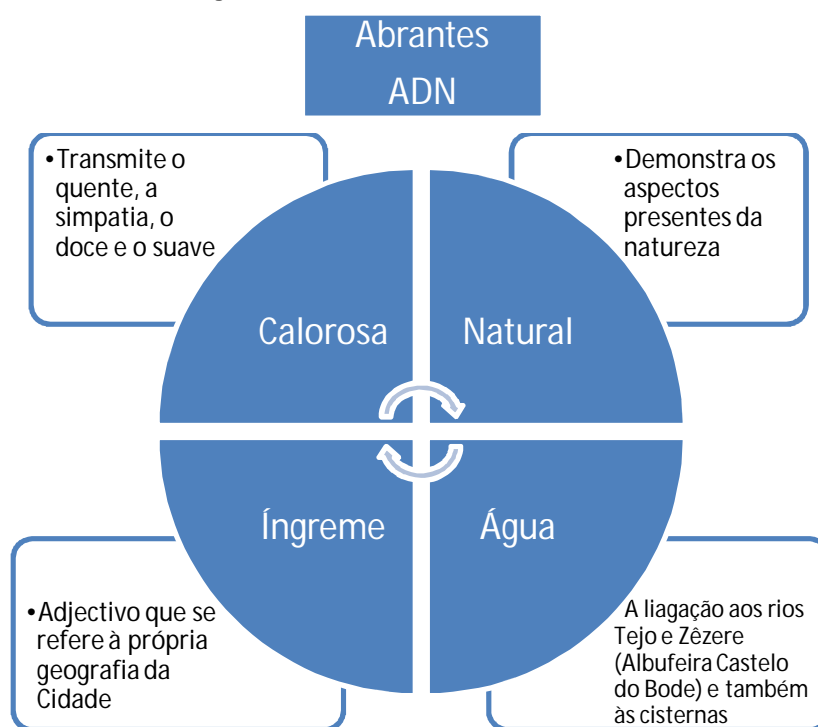 Abrantes
ADN
•Transmite o
quente, a
simpatia, o
doce e o suave
•Demonstra os
aspectos
presentes da
natureza
Calorosa
Natural
Íngreme
Água
•Adjectivo que se
refere à própria
geografia da
Cidade
A liagação aos rios
Tejo e Zêzere
(Albufeira Castelo
do Bode) e também
às cisternas